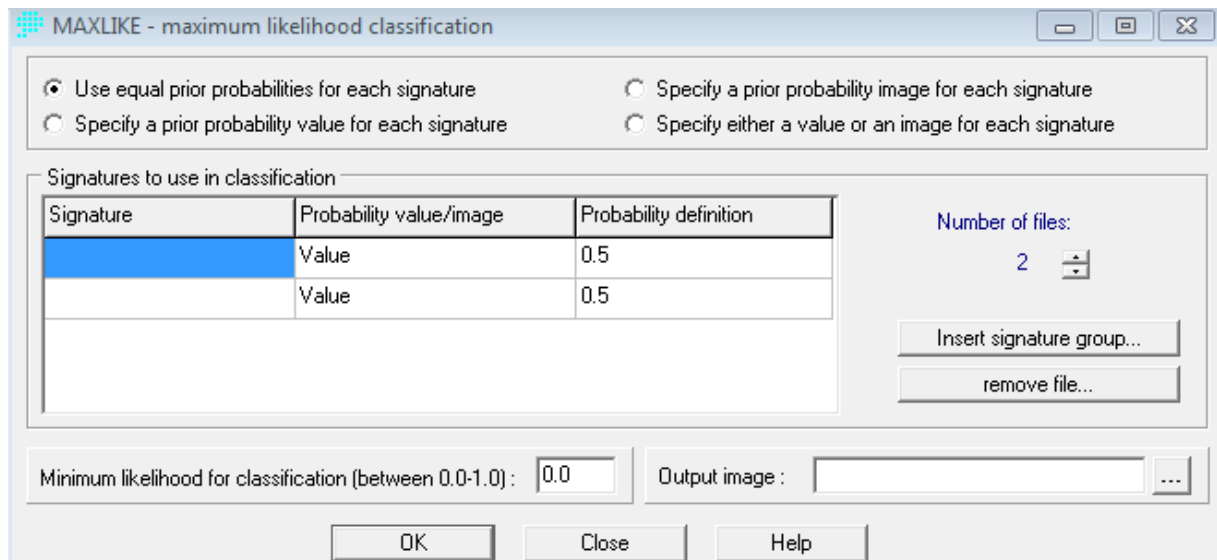 MAXLIKE - maximum likelihood classification
Use equal prior probabilities for each signature
Specify a prior probability image for each signature
Specify a prior probability value for each signature
Specify either a value or an image for each signature
Signatures to use in classification
Signature Probability value/image Probability definition
Value 0.5
Value 0.5
Number of files:
2
Insert signature group...
remove file...
Minimum likelihood for classification (between 0.0-1.0) : 0.0
Output image : ...
OK Close Help